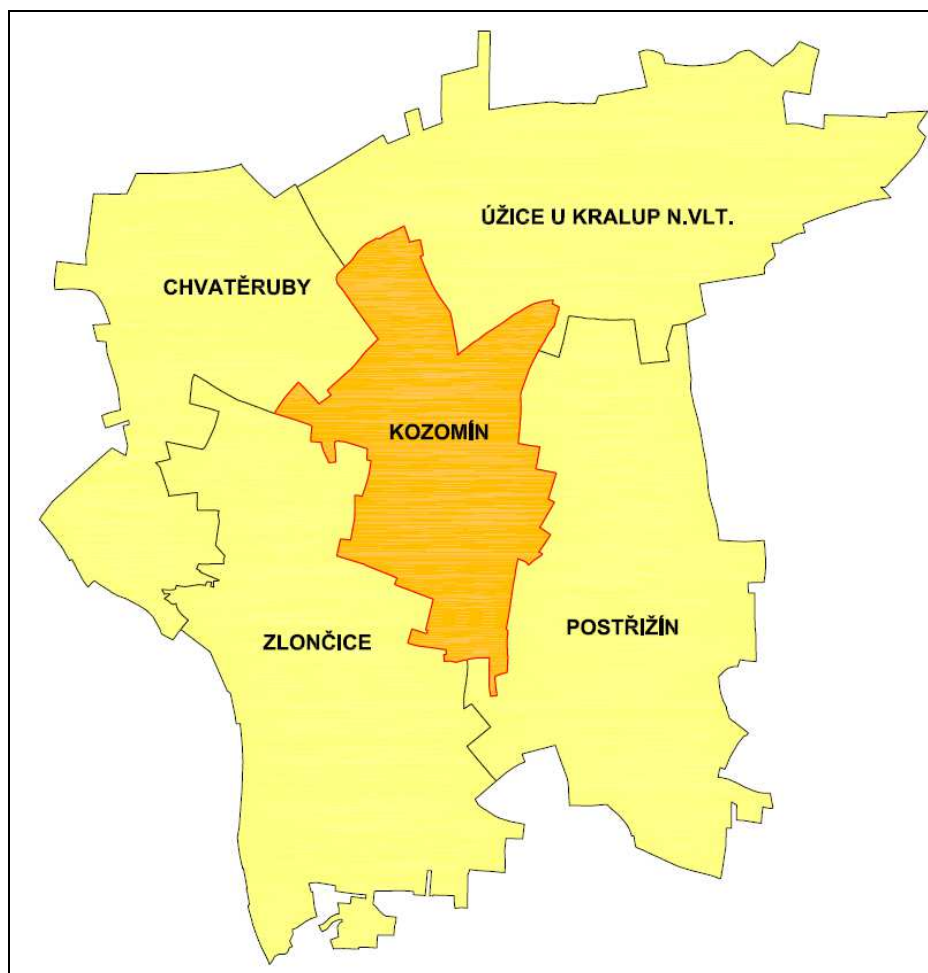 ÚŽICE U KRALUP N.VLT.
CHVATĚRUBY
KOZOMÍN
POSTŘIŽÍN
ZLONČICE